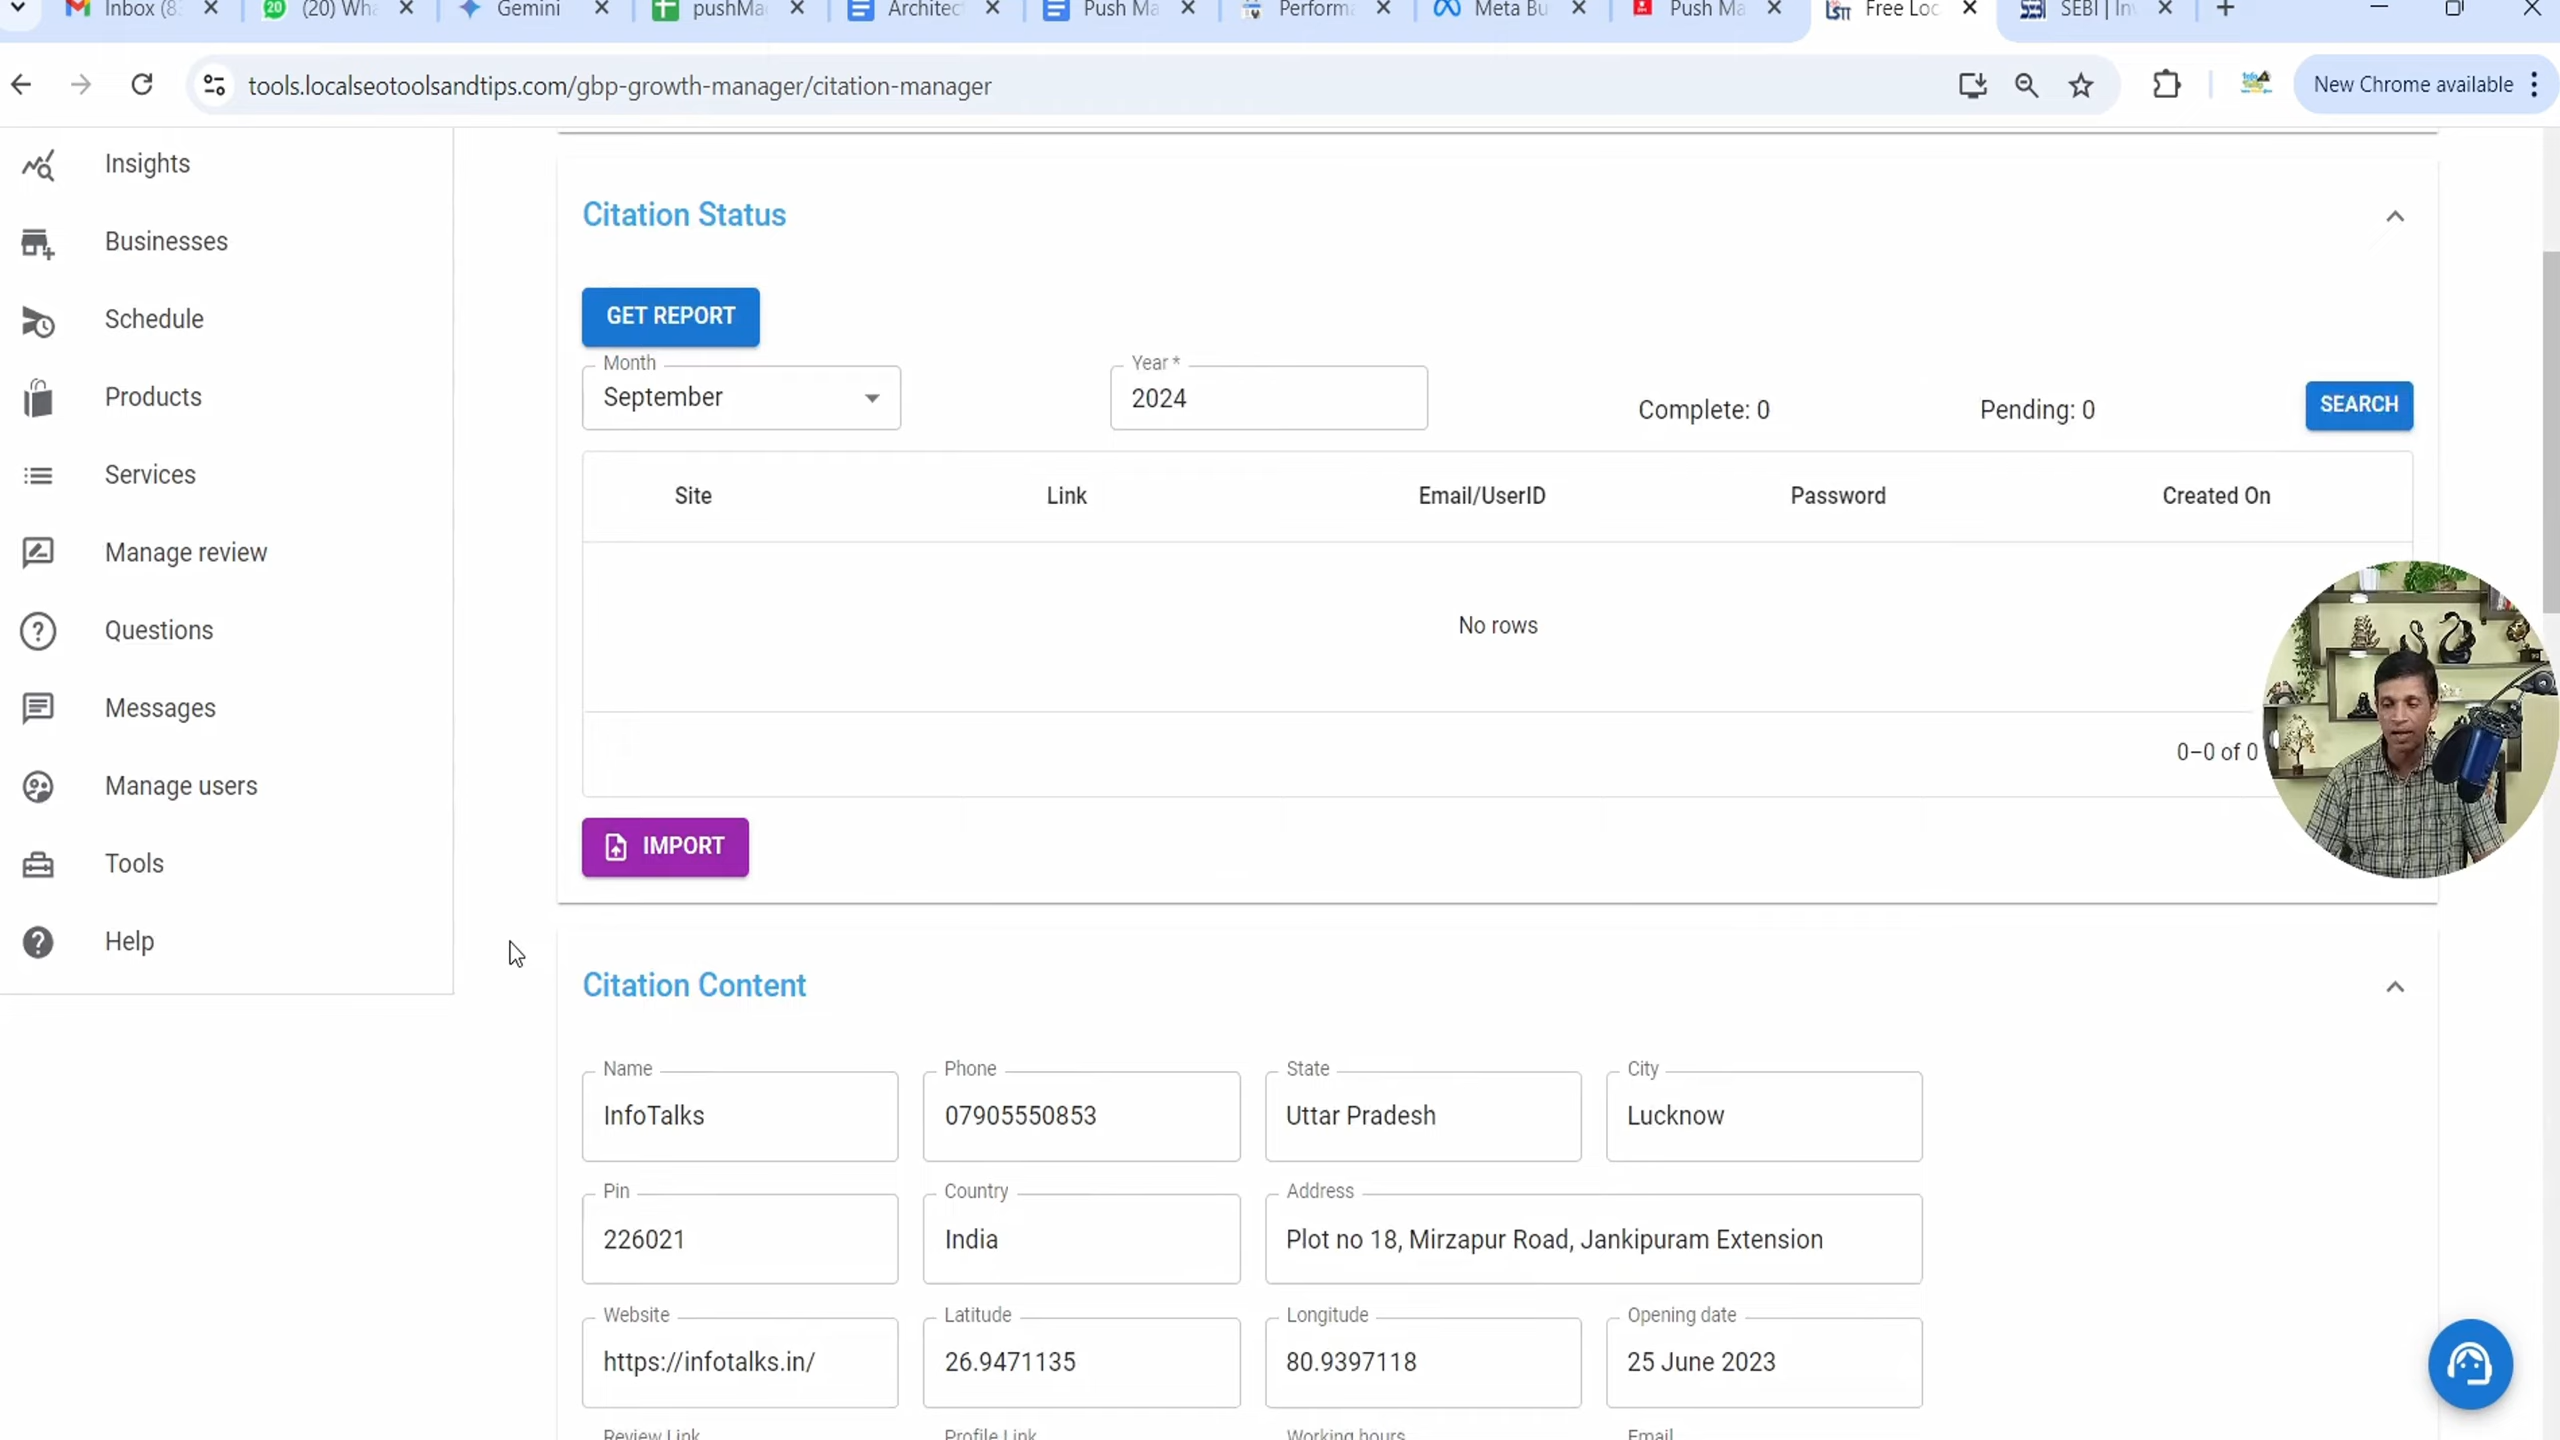 Inbox (8
(20) Wha
Gemini
pushMa
Architec
Push Ma
Perform
Meta Bu
Push Ma
Free Loc
SEBI | Inv
tools.localseotoolsandtips.com/gbp-growth-manager/citation-manager
New Chrome available
Insights
Businesses
Schedule
Products
Services
Manage review
Questions
Messages
Manage users
Tools
Help
Citation Status
GET REPORT
Month
September
Year *
2024
Complete: 0
Pending: 0
SEARCH
Site
Link
Email/UserID
Password
Created On
No rows
0–0 of 0
IMPORT
Citation Content
Name
InfoTalks
Phone
07905550853
State
Uttar Pradesh
City
Lucknow
Pin
226021
Country
India
Address
Plot no 18, Mirzapur Road, Jankipuram Extension
Website
https://infotalks.in/
Latitude
26.9471135
Longitude
80.9397118
Opening date
25 June 2023
Review Link
Profile Link
Working hours
Email